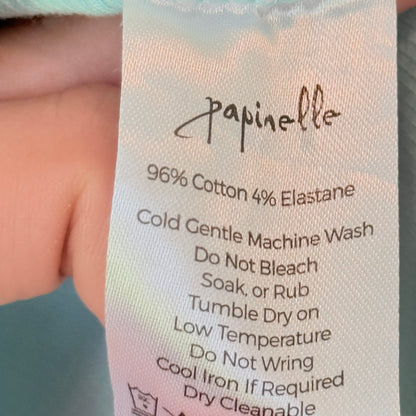 papinelle
96% Cotton 4% Elastane
Cold Gentle Machine Wash
Do Not Bleach
Soak, or Rub
Tumble Dry on
Low Temperature
Do Not Wring
Cool Iron If Required
Dry Cleanable